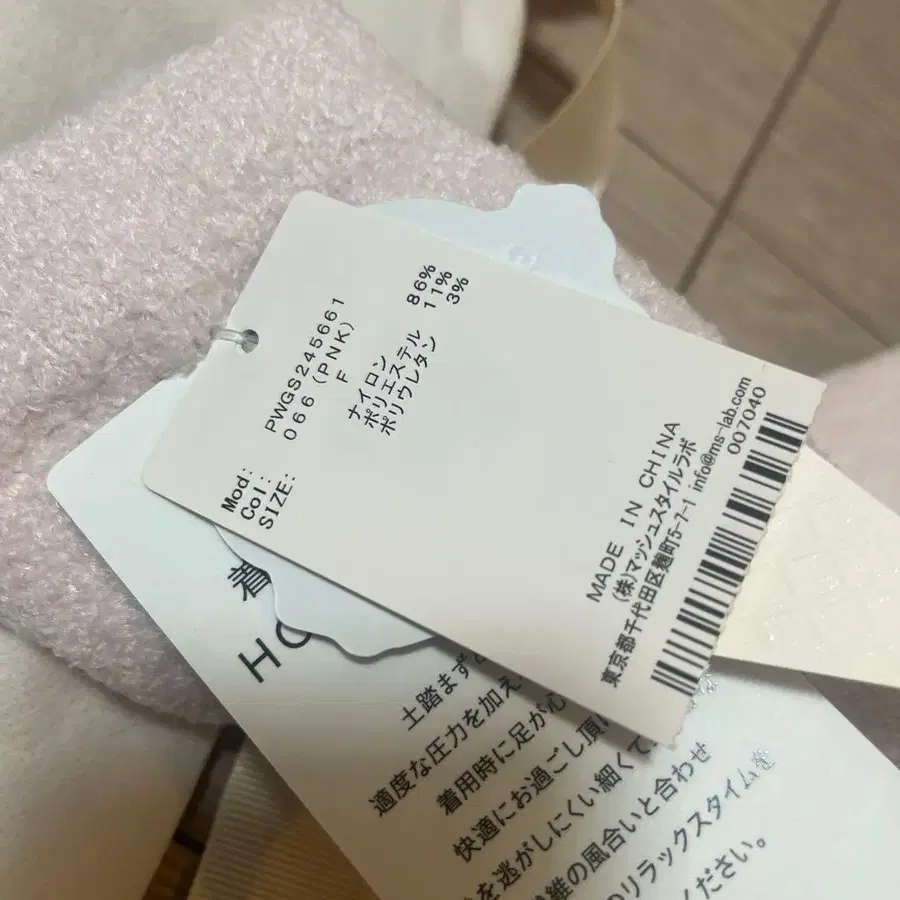 Mod: PWGS245661
Col: 066(PNK)
SIZE: F
ナイロン 86%
ポリエステル 11%
ポリウレタン 3%
MADE IN CHINA
(株)マッシュスタイルラボ
東京都千代田区麹町5-7-1 info@ms-lab.com
007040
着
HO
土踏まずと
適度な圧力を加え
着用時に足が心
快適にお過ごし頂
を逃がしにくい細くて
維の風合いと合わせ
のリラックスタイムを
ください。